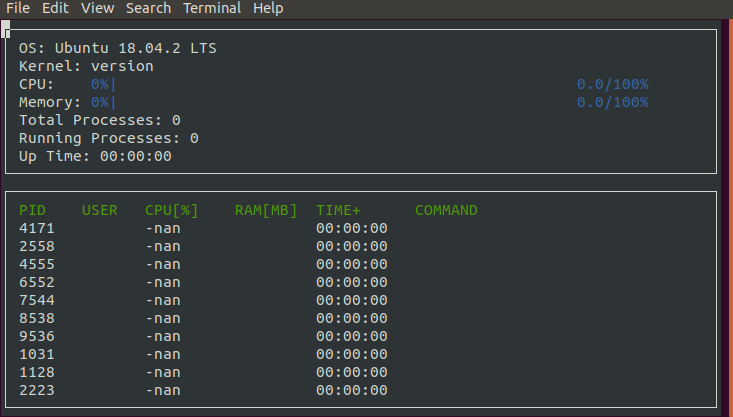 File Edit View Search Terminal Help
OS: Ubuntu 18.04.2 LTS
Kernel: version
CPU: 0%| 0.0/100%
Memory: 0%| 0.0/100%
Total Processes: 0
Running Processes: 0
Up Time: 00:00:00
PID USER CPU[%] RAM[MB] TIME+ COMMAND
4171 -nan 00:00:00
2558 -nan 00:00:00
4555 -nan 00:00:00
6552 -nan 00:00:00
7544 -nan 00:00:00
8538 -nan 00:00:00
9536 -nan 00:00:00
1031 -nan 00:00:00
1128 -nan 00:00:00
2223 -nan 00:00:00